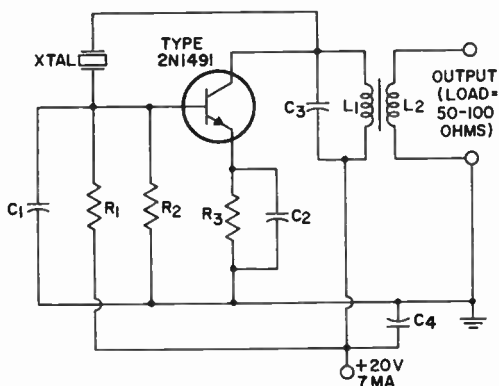 TYPE
2N1491
XTAL
OUTPUT
(LOAD=
50-100
OHMS)
C3
L1
L2
C1
R1
R2
R3
C2
C4
+20V
7 MA